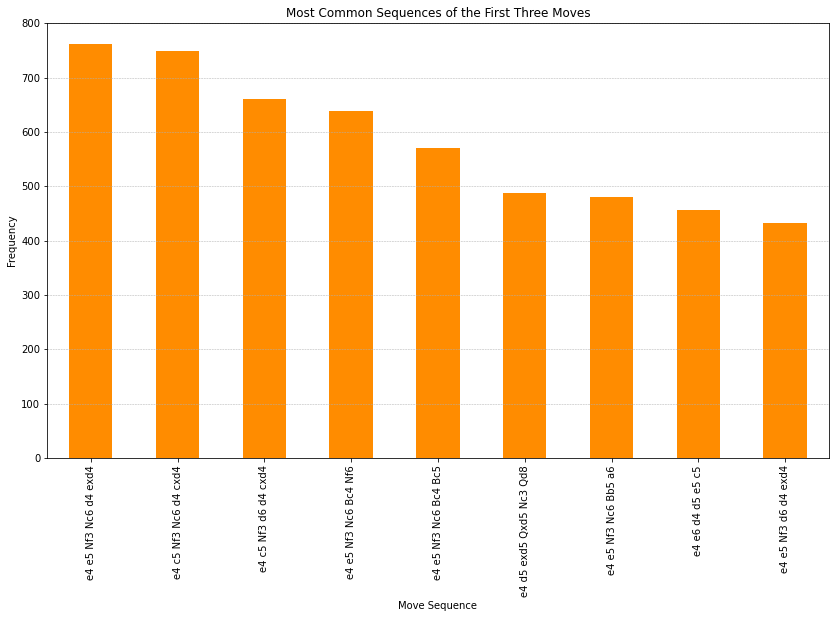 Most Common Sequences of the First Three Moves
Frequency
800
700
600
500
400
300
200
100
0
e4 e5 Nf3 Nc6 d4 exd4
e4 c5 Nf3 Nc6 d4 cxd4
e4 c5 Nf3 d6 d4 cxd4
e4 e5 Nf3 Nc6 Bc4 Nf6
e4 e5 Nf3 Nc6 Bc4 Bc5
e4 d5 exd5 Qxd5 Nc3 Qd8
e4 e5 Nf3 Nc6 Bb5 a6
e4 e6 d4 d5 e5 c5
e4 e5 Nf3 d6 d4 exd4
Move Sequence